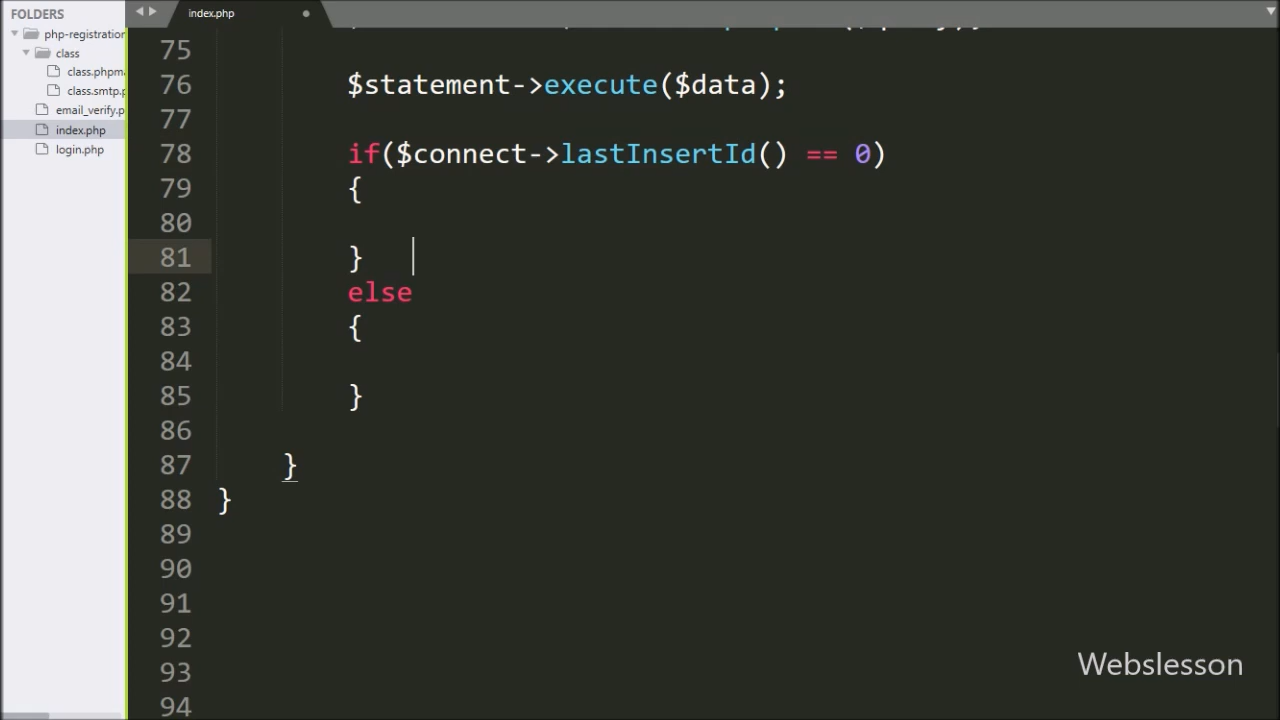 FOLDERS
php-registration
class
class.phpma
class.smtp.p
email_verify.p
index.php
login.php
index.php
75
76 $statement->execute($data);
77
78 if($connect->lastInsertId() == 0)
79 {
80
81 }
82 else
83 {
84
85 }
86
87 }
88 }
89
90
91
92
93
94
Webslesson